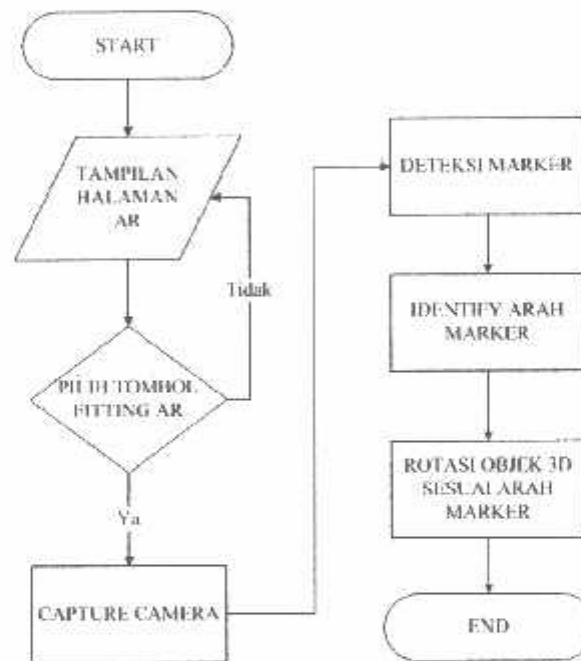 START
TAMPILAN
HALAMAN
AR
Tidak
PILIH TOMBOL
FITTING AR
Ya
CAPTURE CAMERA
DETEKSI MARKER
IDENTIFY ARAH
MARKER
ROTASI OBJEK 3D
SESUAI ARAH
MARKER
END